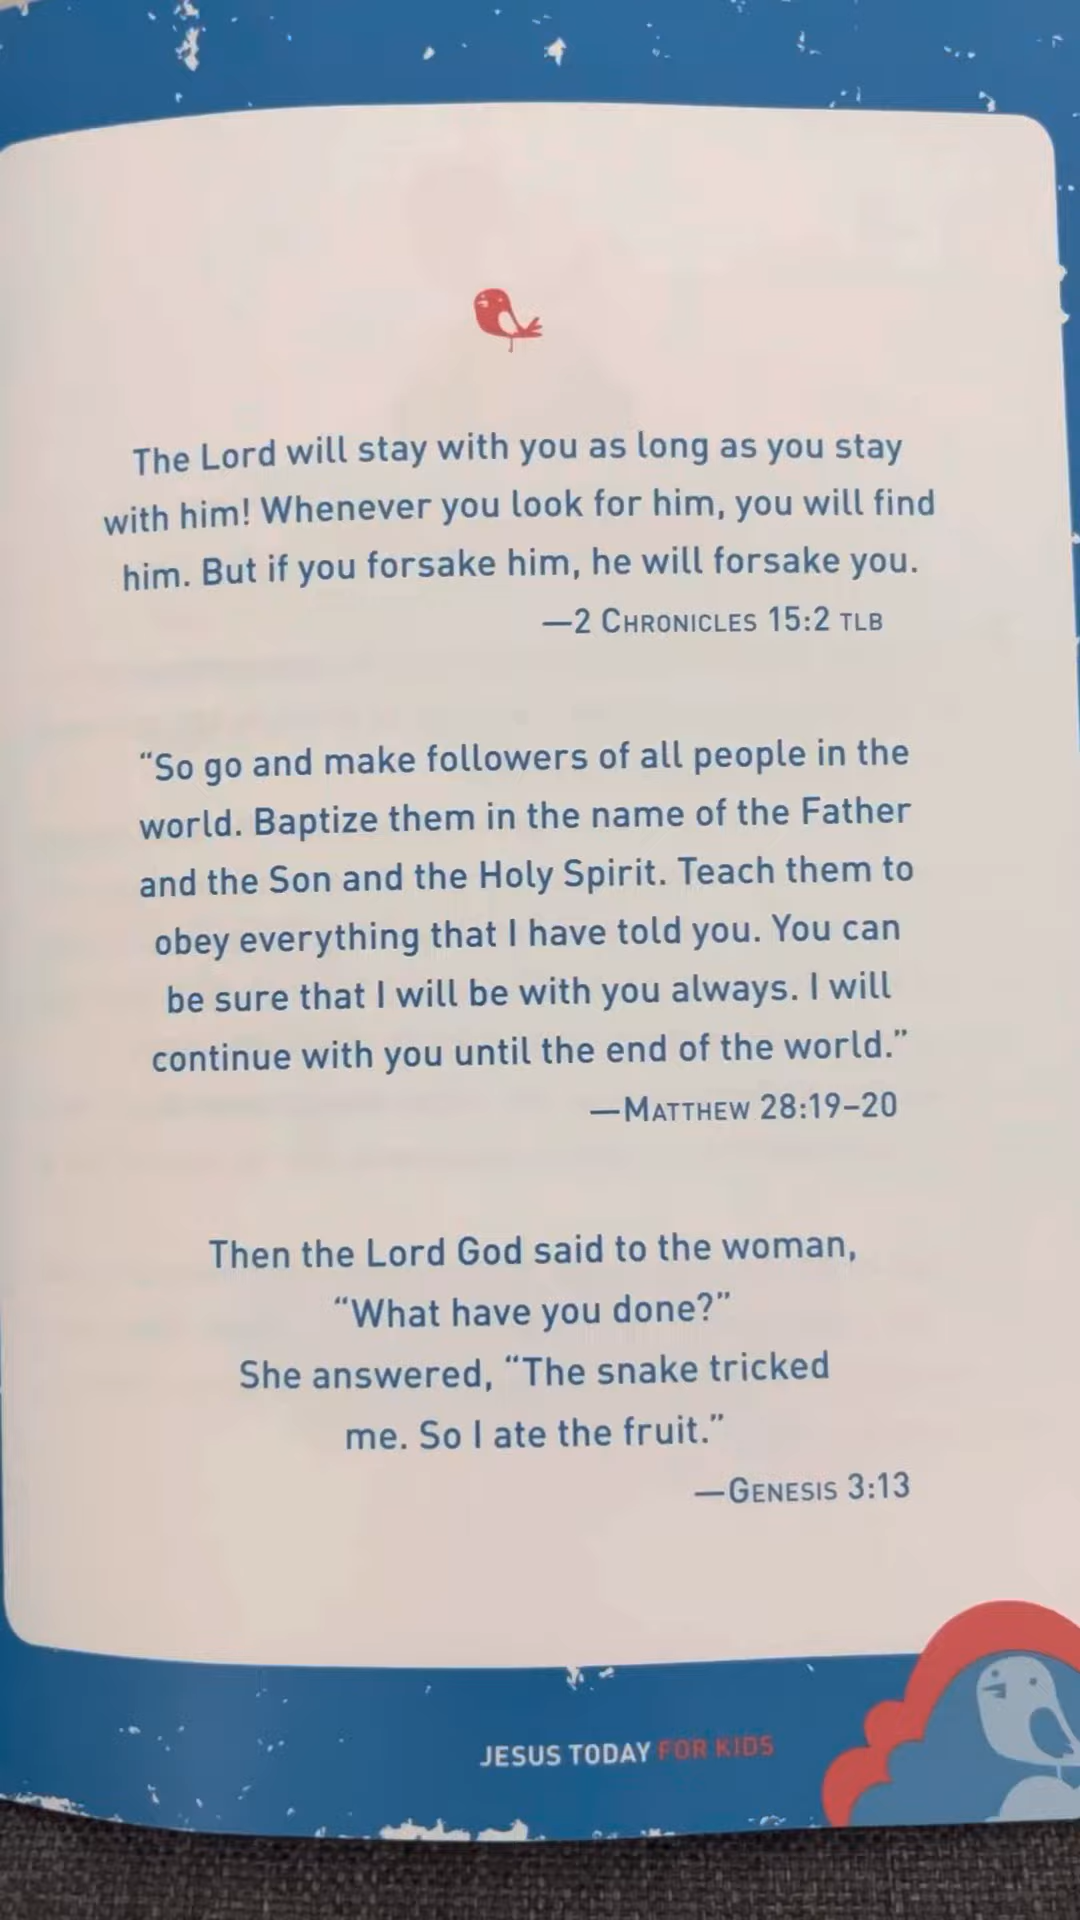 The Lord will stay with you as long as you stay
with him! Whenever you look for him, you will find
him. But if you forsake him, he will forsake you.
—2 CHRONICLES 15:2 TLB
“So go and make followers of all people in the
world. Baptize them in the name of the Father
and the Son and the Holy Spirit. Teach them to
obey everything that I have told you. You can
be sure that I will be with you always. I will
continue with you until the end of the world.”
—MATTHEW 28:19–20
Then the Lord God said to the woman,
“What have you done?”
She answered, “The snake tricked
me. So I ate the fruit.”
—GENESIS 3:13
JESUS TODAY FOR KIDS